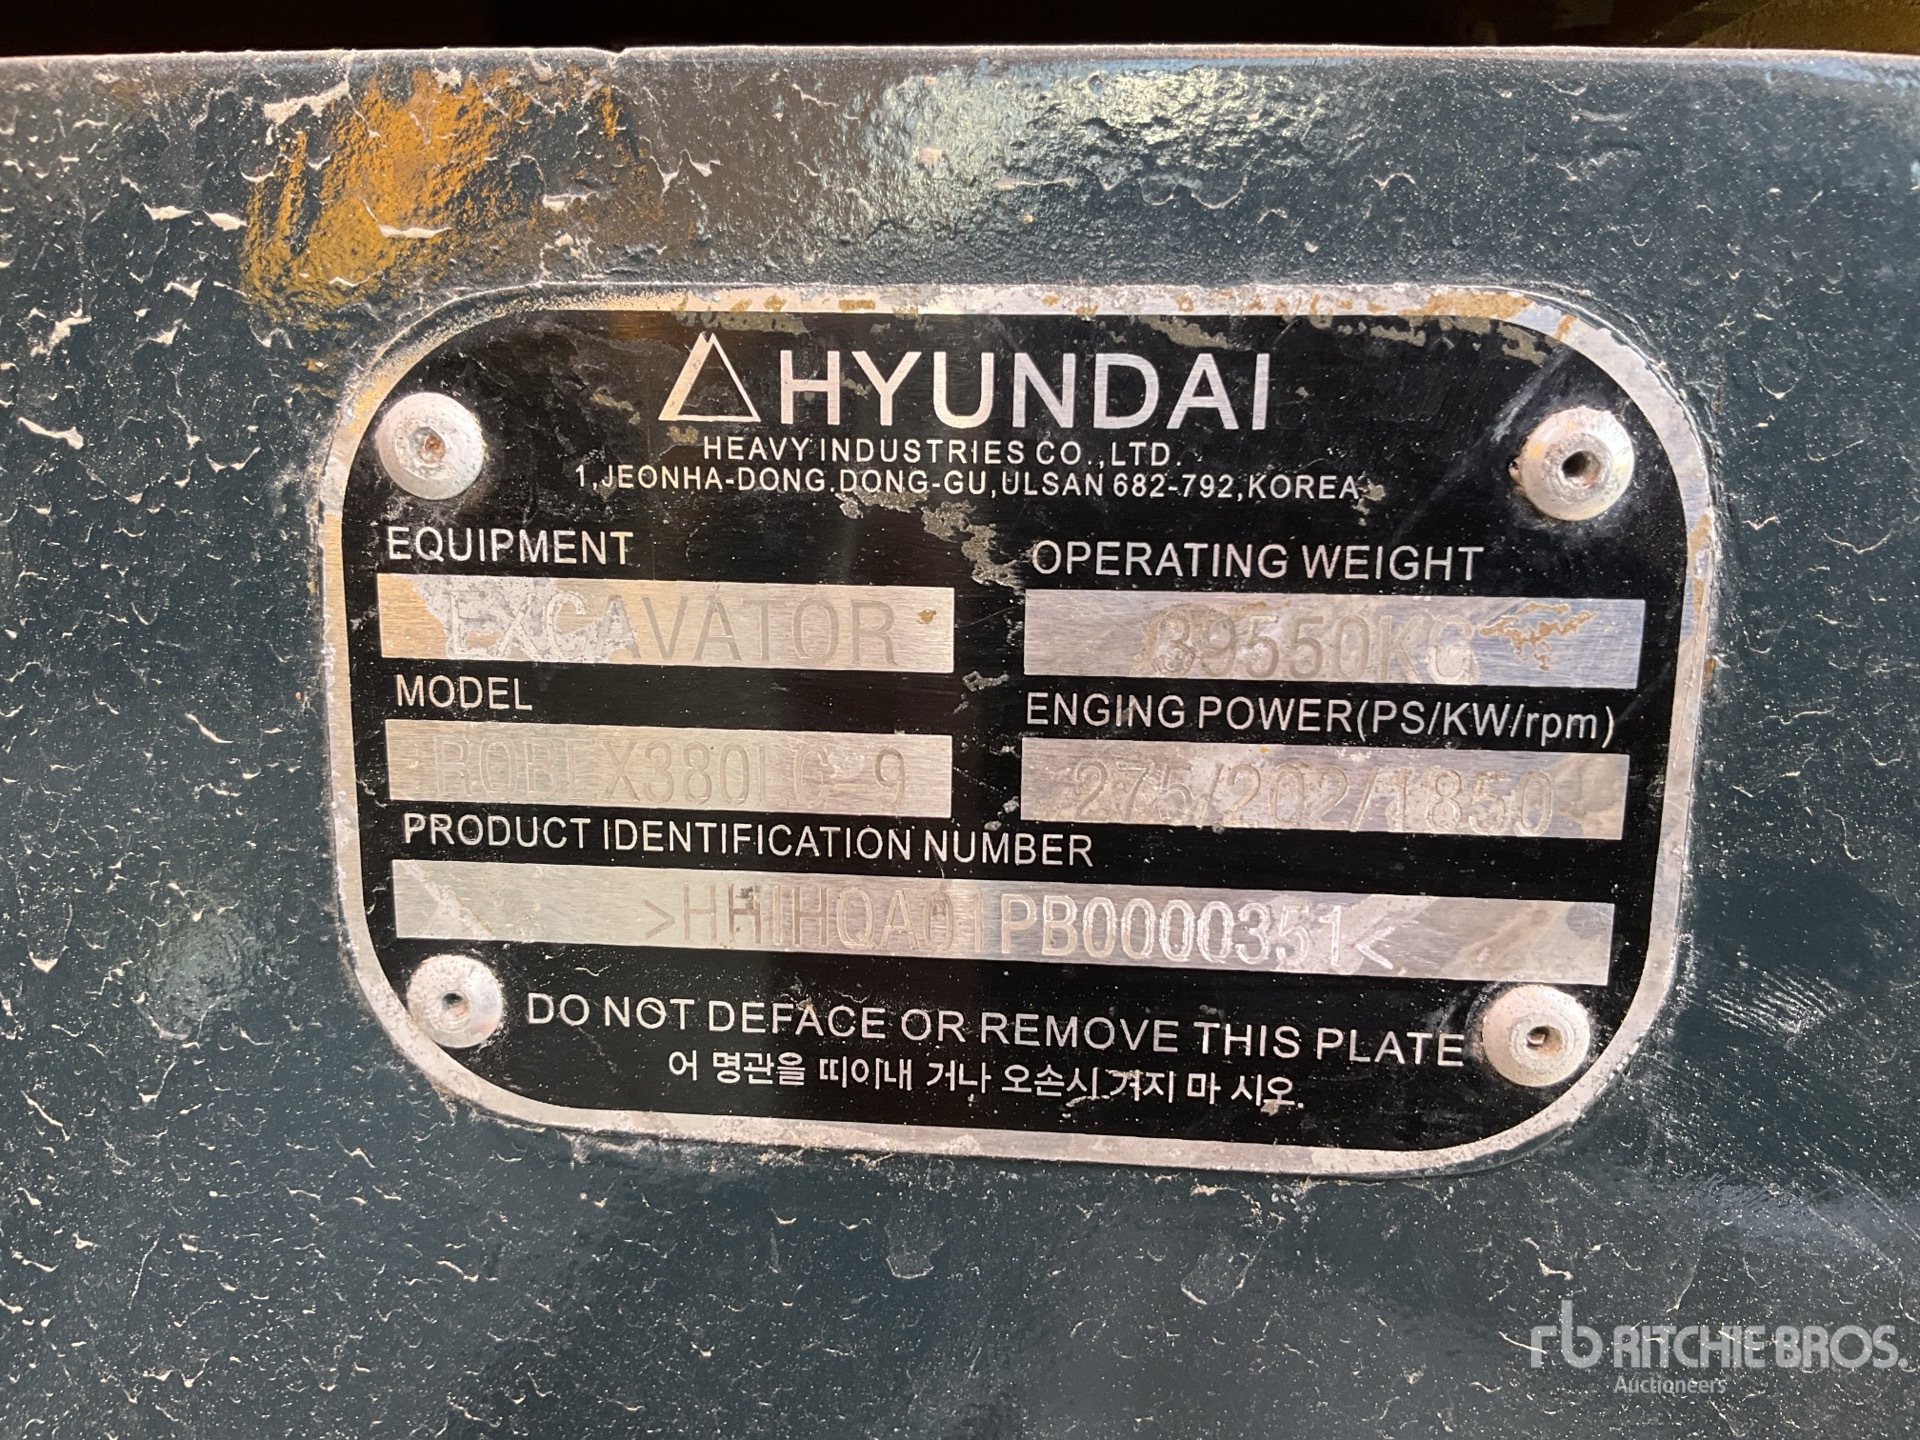 HYUNDAI
HEAVY INDUSTRIES CO.,LTD.
1,JEONHA-DONG,DONG-GU,ULSAN 682-792,KOREA
EQUIPMENT
EXCAVATOR
OPERATING WEIGHT
39550KG
MODEL
ROBEX380LC-9
ENGING POWER(PS/KW/rpm)
275/202/1850
PRODUCT IDENTIFICATION NUMBER
>HHIHQA01PB0000351<
DO NOT DEFACE OR REMOVE THIS PLATE
어 명관을 띠이내 거나 오손시겨지 마 시오.
rb RITCHIE BROS.
Auctioneers